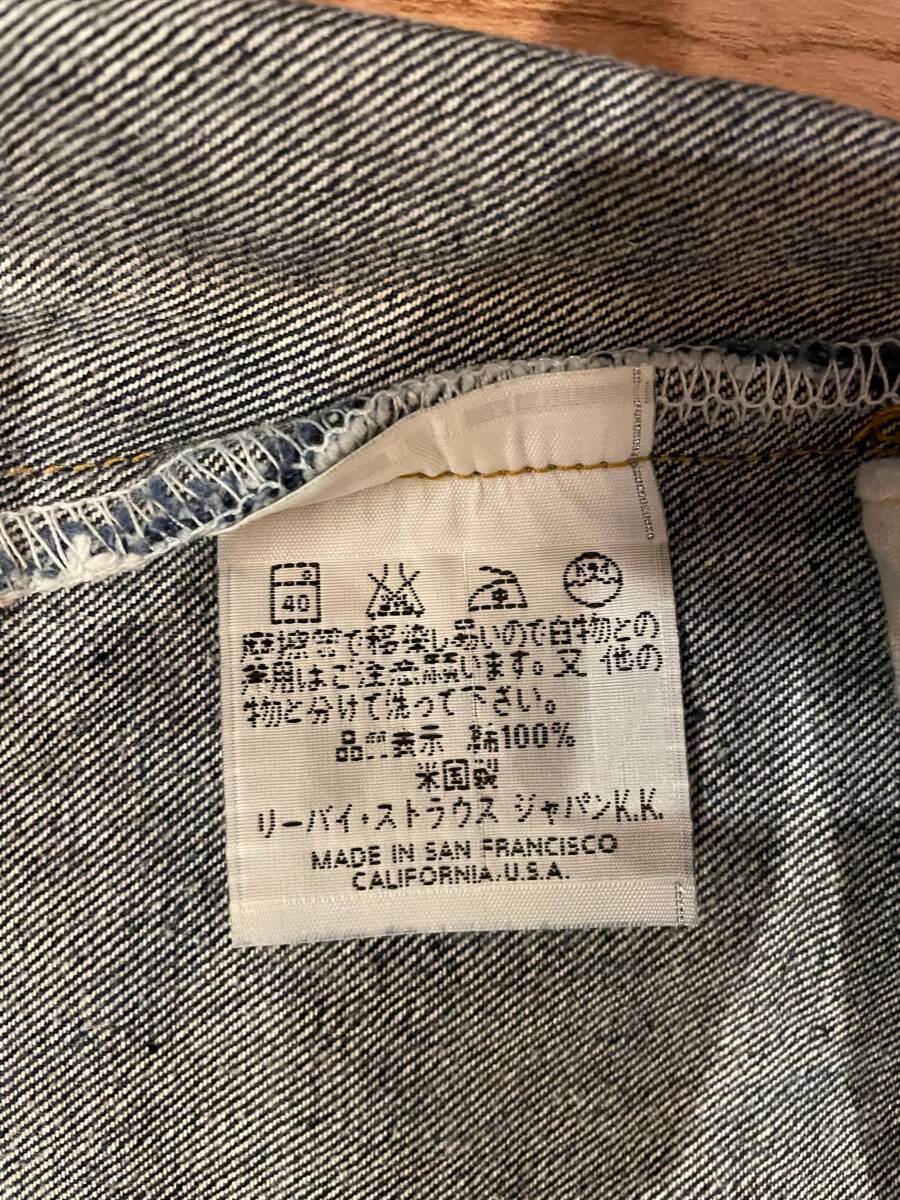 40
摩擦等で移染し易いので白物との
兼用はご注意願います。又 他の
物と分けて洗って下さい。
品質表示 綿100%
米国製
リーバイ・ストラウス ジャパンK.K.
MADE IN SAN FRANCISCO
CALIFORNIA, U.S.A.